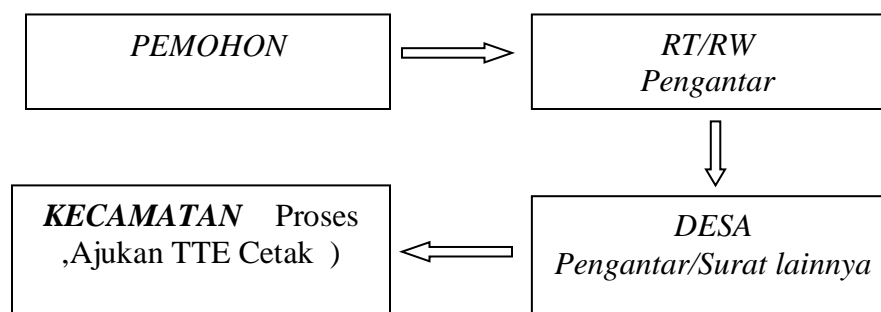 PEMOHON
RT/RW
Pengantar
KECAMATAN Proses
,Ajukan TTE Cetak )
DESA
Pengantar/Surat lainnya